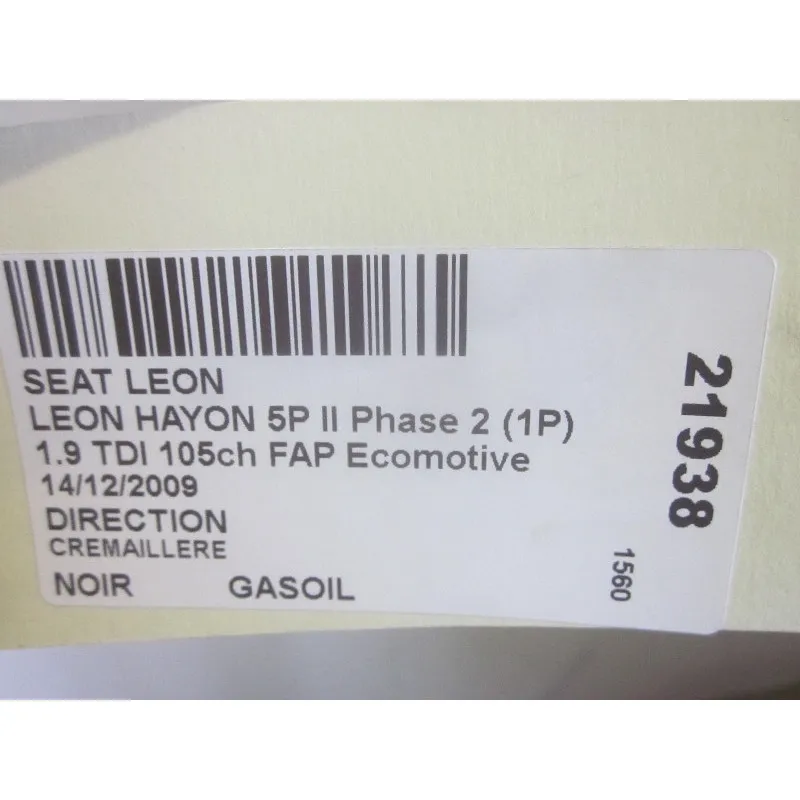 SEAT LEON
LEON HAYON 5P II Phase 2 (1P)
1.9 TDI 105ch FAP Ecomotive
14/12/2009
DIRECTION
CREMAILLERE
NOIR GASOIL
21938
1560